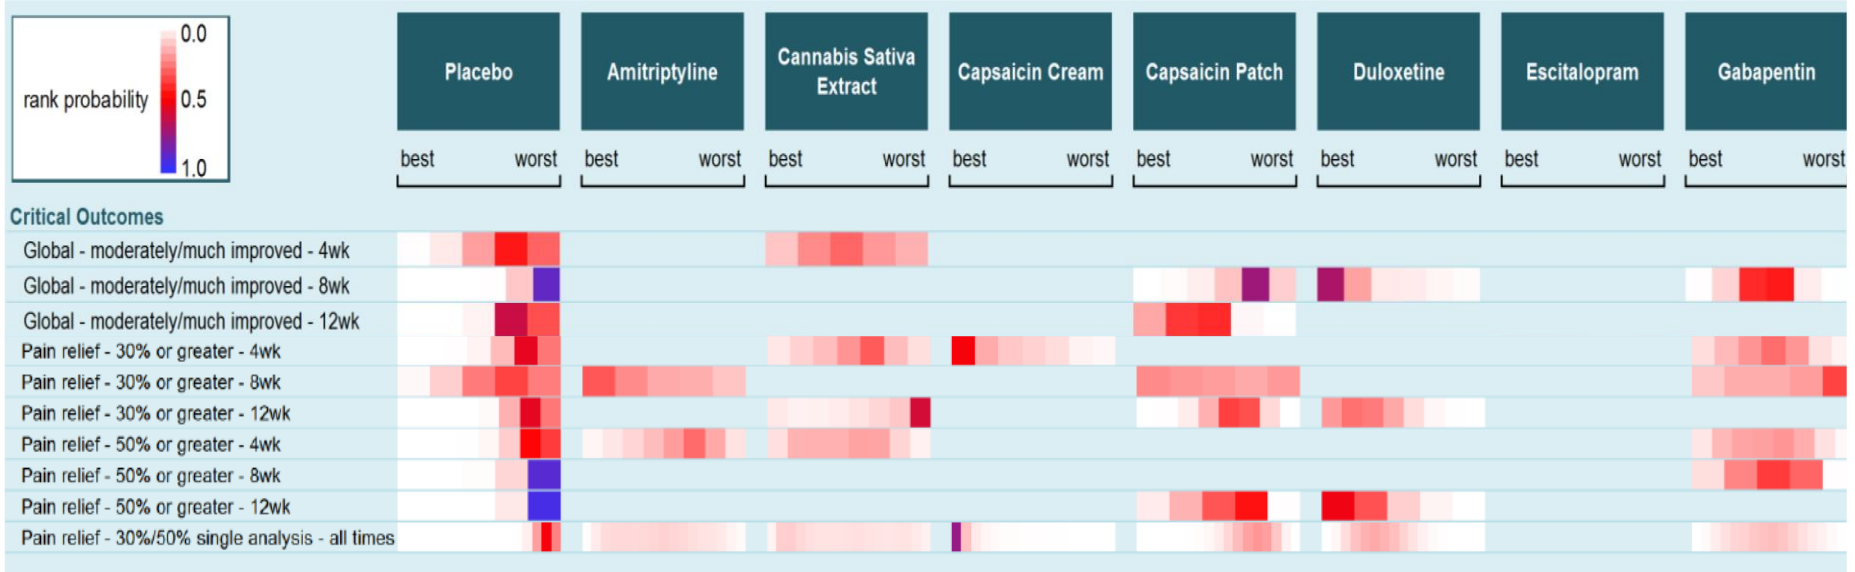 rank probability
0.0
0.5
1.0
Placebo
Amitriptyline
Cannabis Sativa
Extract
Capsaicin Cream
Capsaicin Patch
Duloxetine
Escitalopram
Gabapentin
best worst best worst best worst best worst best worst best worst best worst best worst
Critical Outcomes
Global - moderately/much improved - 4wk
Global - moderately/much improved - 8wk
Global - moderately/much improved - 12wk
Pain relief - 30% or greater - 4wk
Pain relief - 30% or greater - 8wk
Pain relief - 30% or greater - 12wk
Pain relief - 50% or greater - 4wk
Pain relief - 50% or greater - 8wk
Pain relief - 50% or greater - 12wk
Pain relief - 30%/50% single analysis - all times